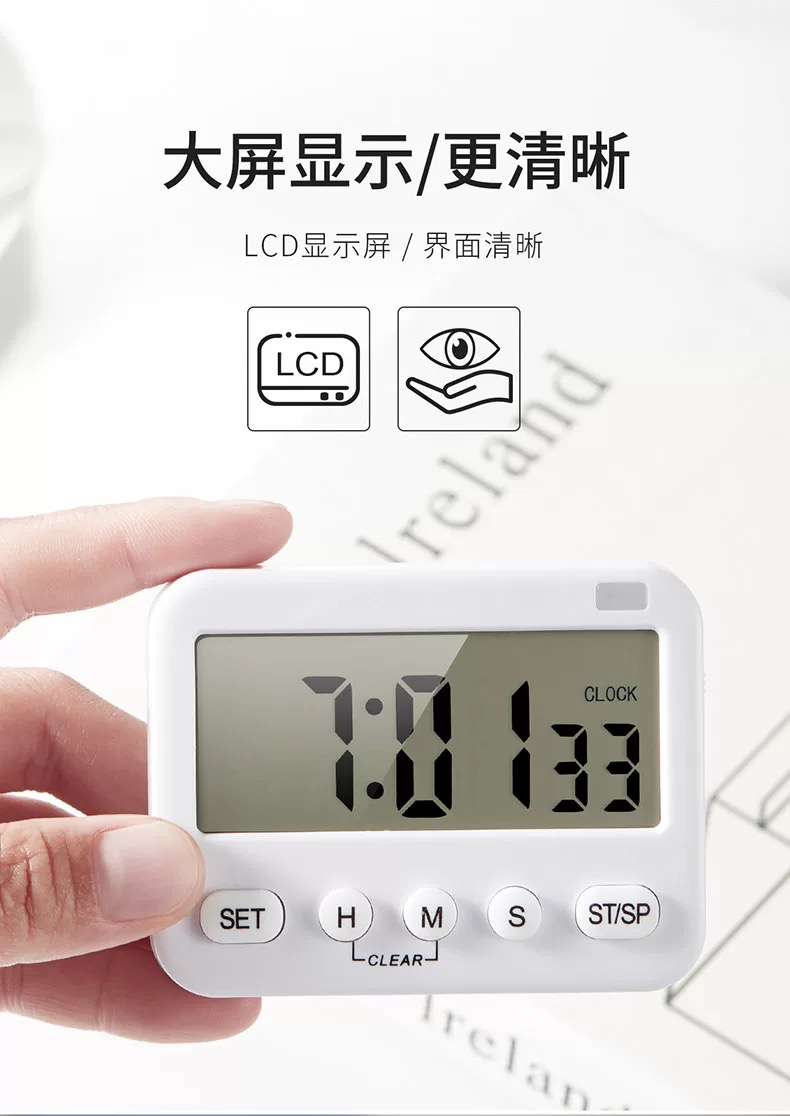 大屏显示/更清晰
LCD显示屏 / 界面清晰
LCD
Ireland
CLOCK
7:01 33
SET
H
M
S
ST/SP
CLEAR
Ireland